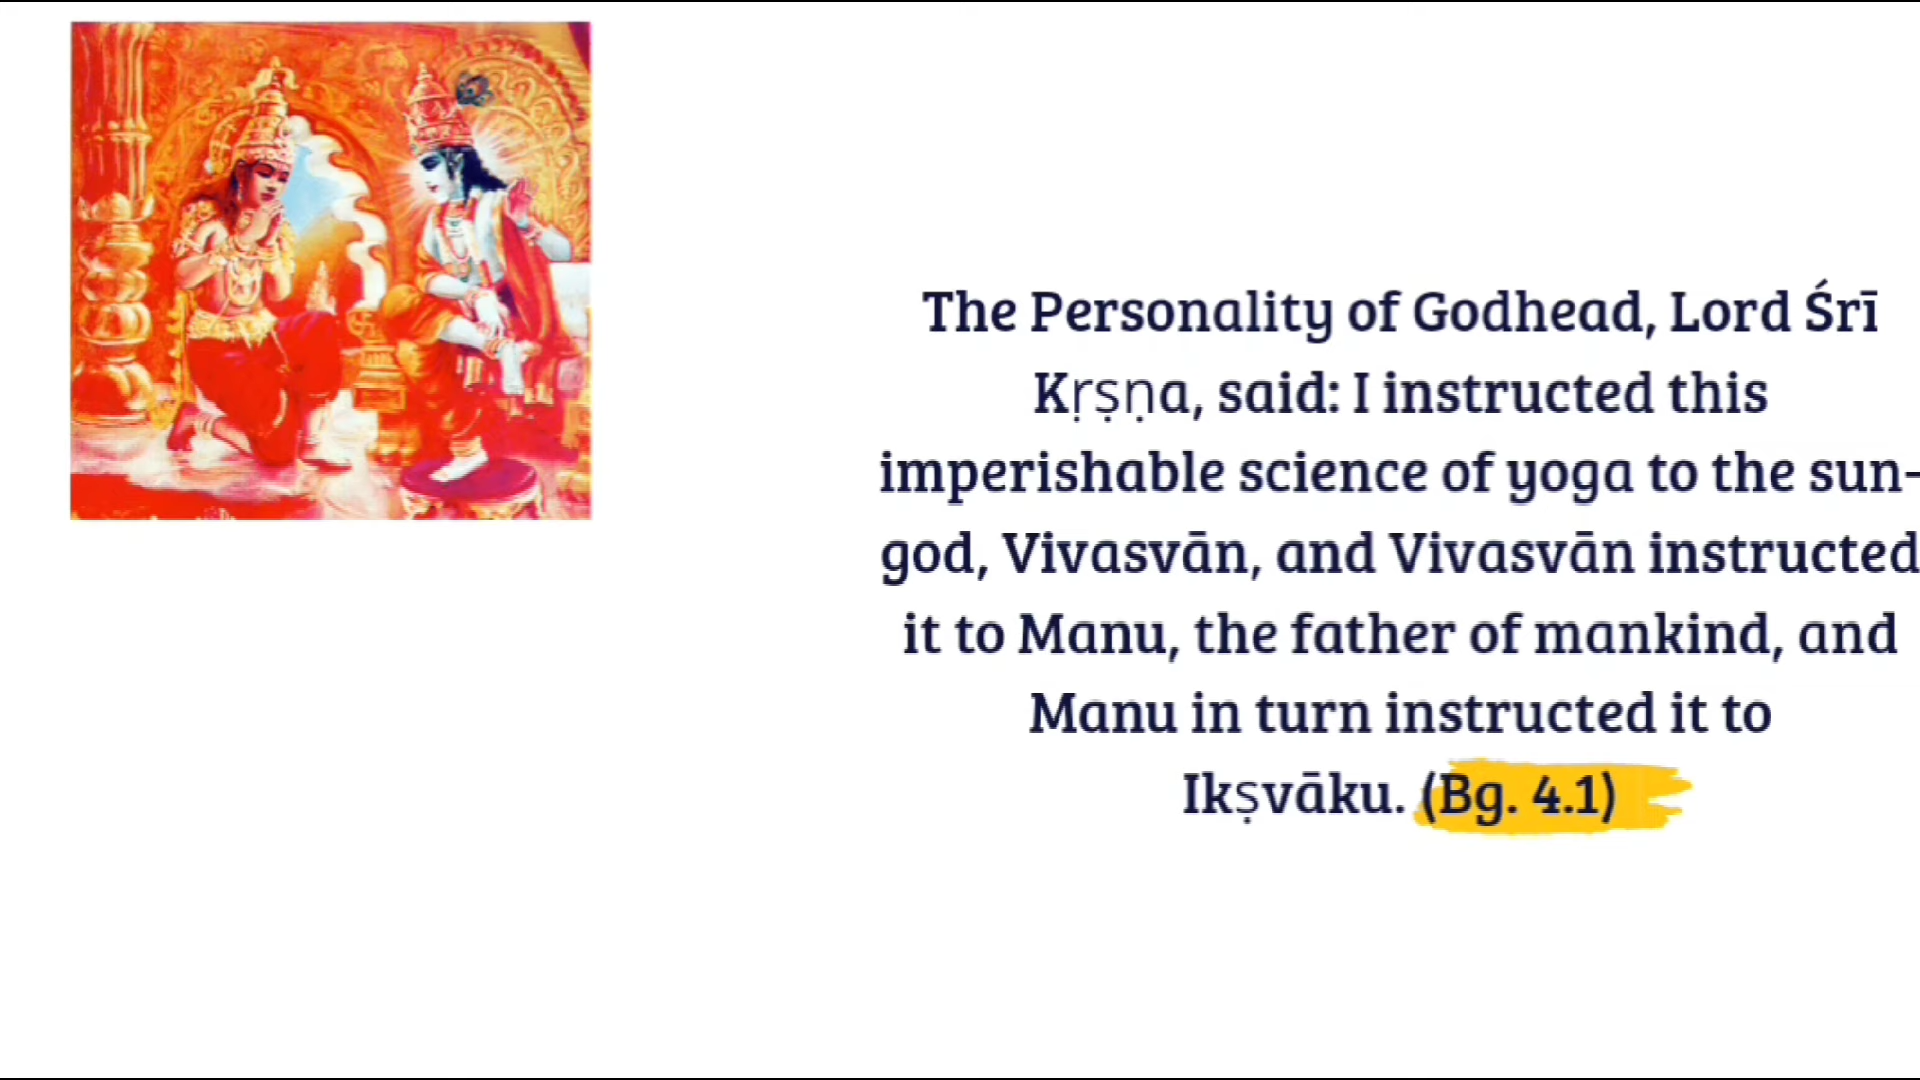 The Personality of Godhead, Lord Śrī
Kṛṣṇa, said: I instructed this
imperishable science of yoga to the sun-
god, Vivasvān, and Vivasvān instructed
it to Manu, the father of mankind, and
Manu in turn instructed it to
Ikṣvāku. (Bg. 4.1)